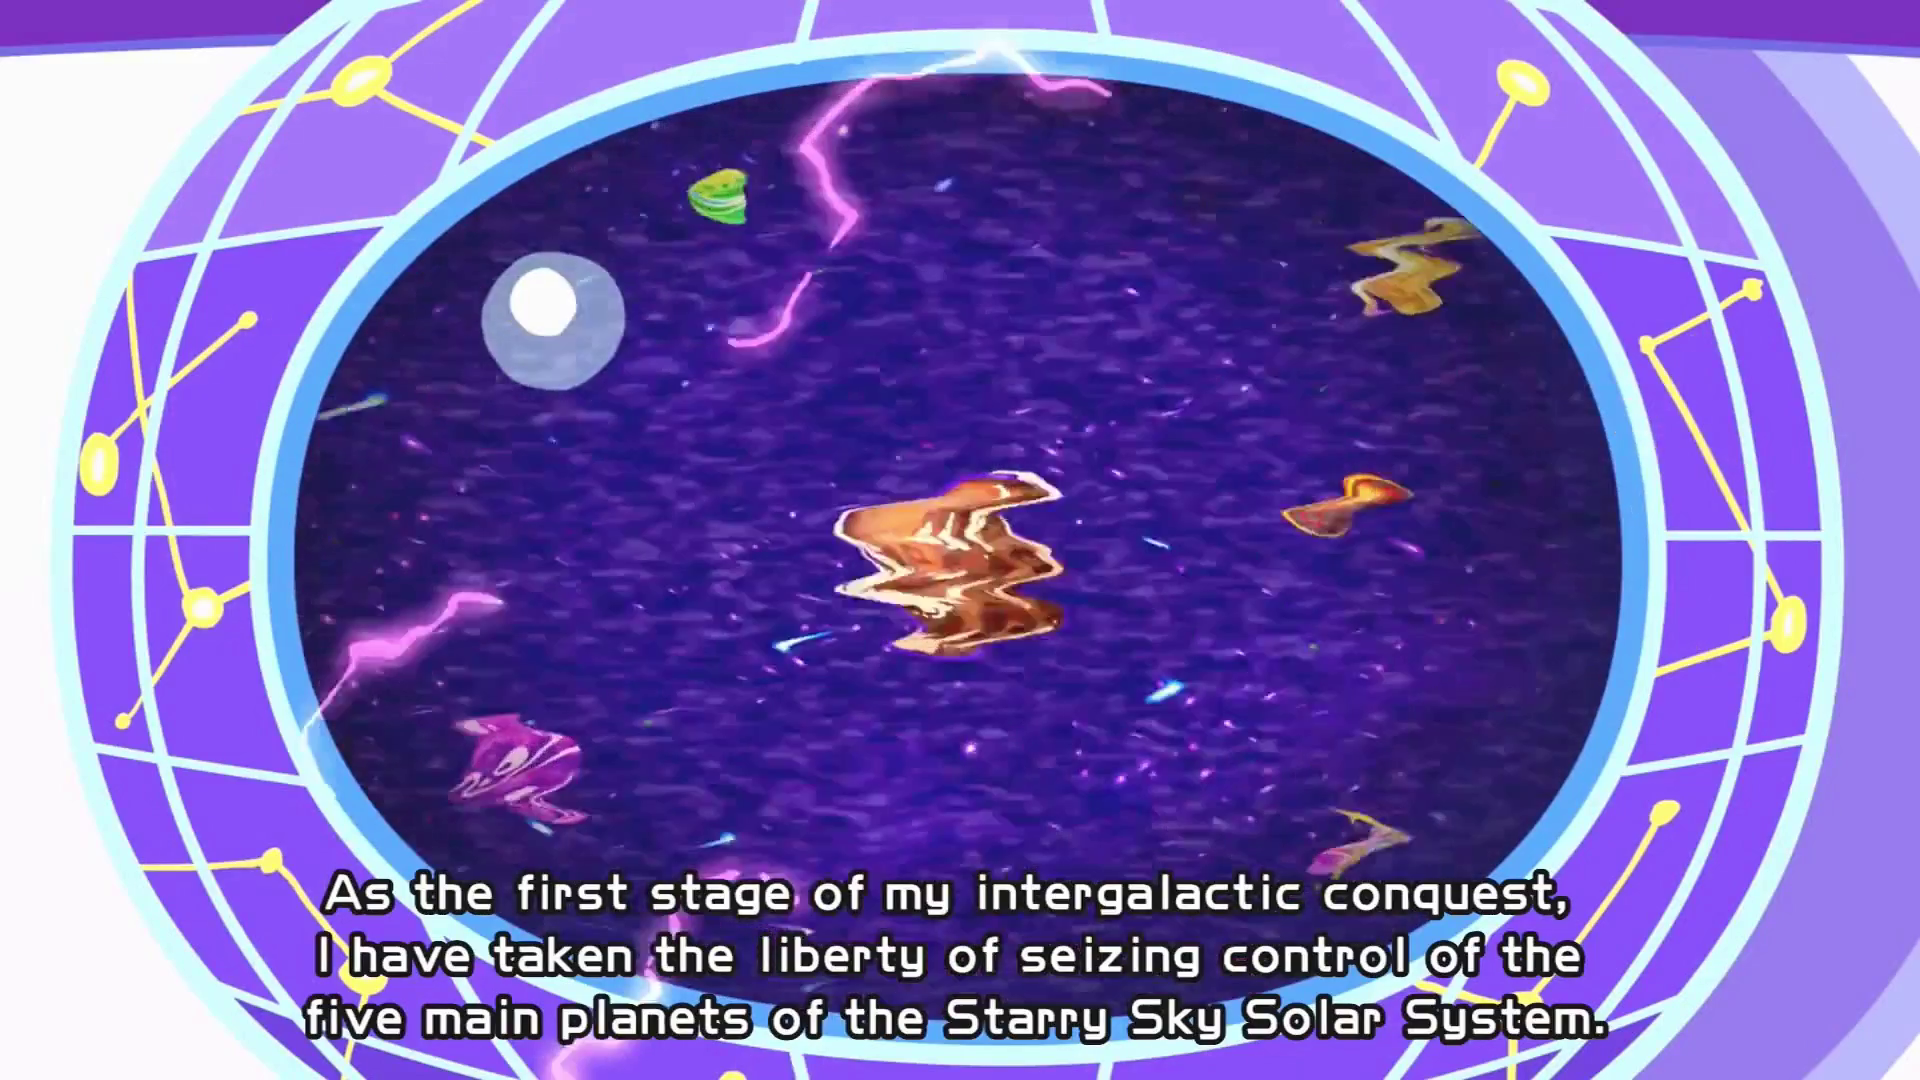 As the first stage of my intergalactic conquest,
I have taken the liberty of seizing control of the
five main planets of the Starry Sky Solar System.